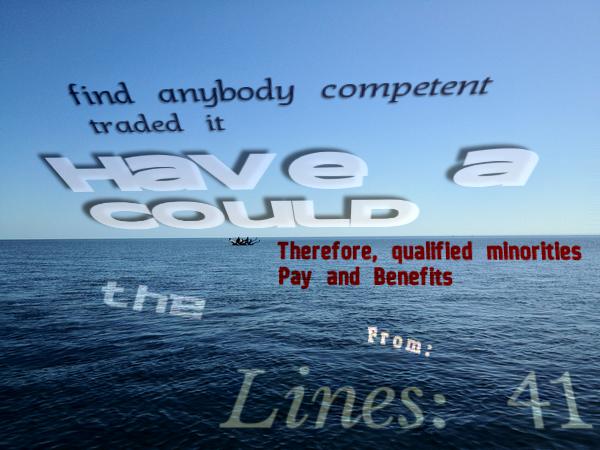 find anybody competent
traded it
Have a
COULD
Therefore, qualified minorities
Pay and Benefits
the
From:
Lines: 41